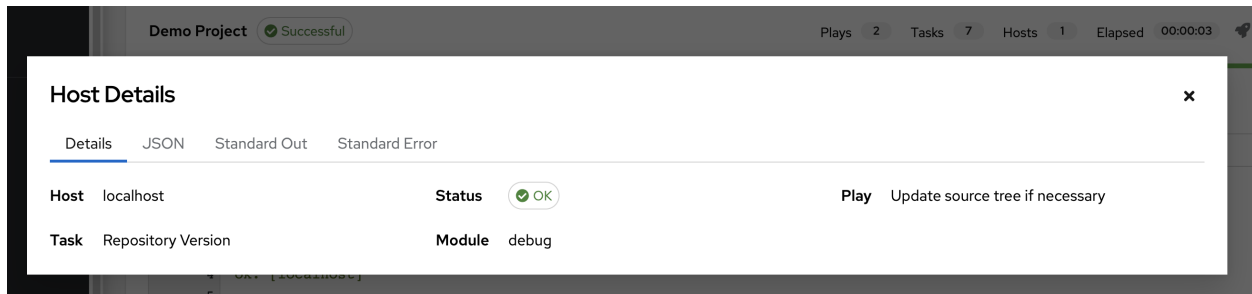 Demo Project Successful Plays 2 Tasks 7 Hosts 1 Elapsed 00:00:03
Host Details
Details JSON Standard Out Standard Error
Host localhost Status OK Play Update source tree if necessary
Task Repository Version Module debug
4 ok: [localhost]
5